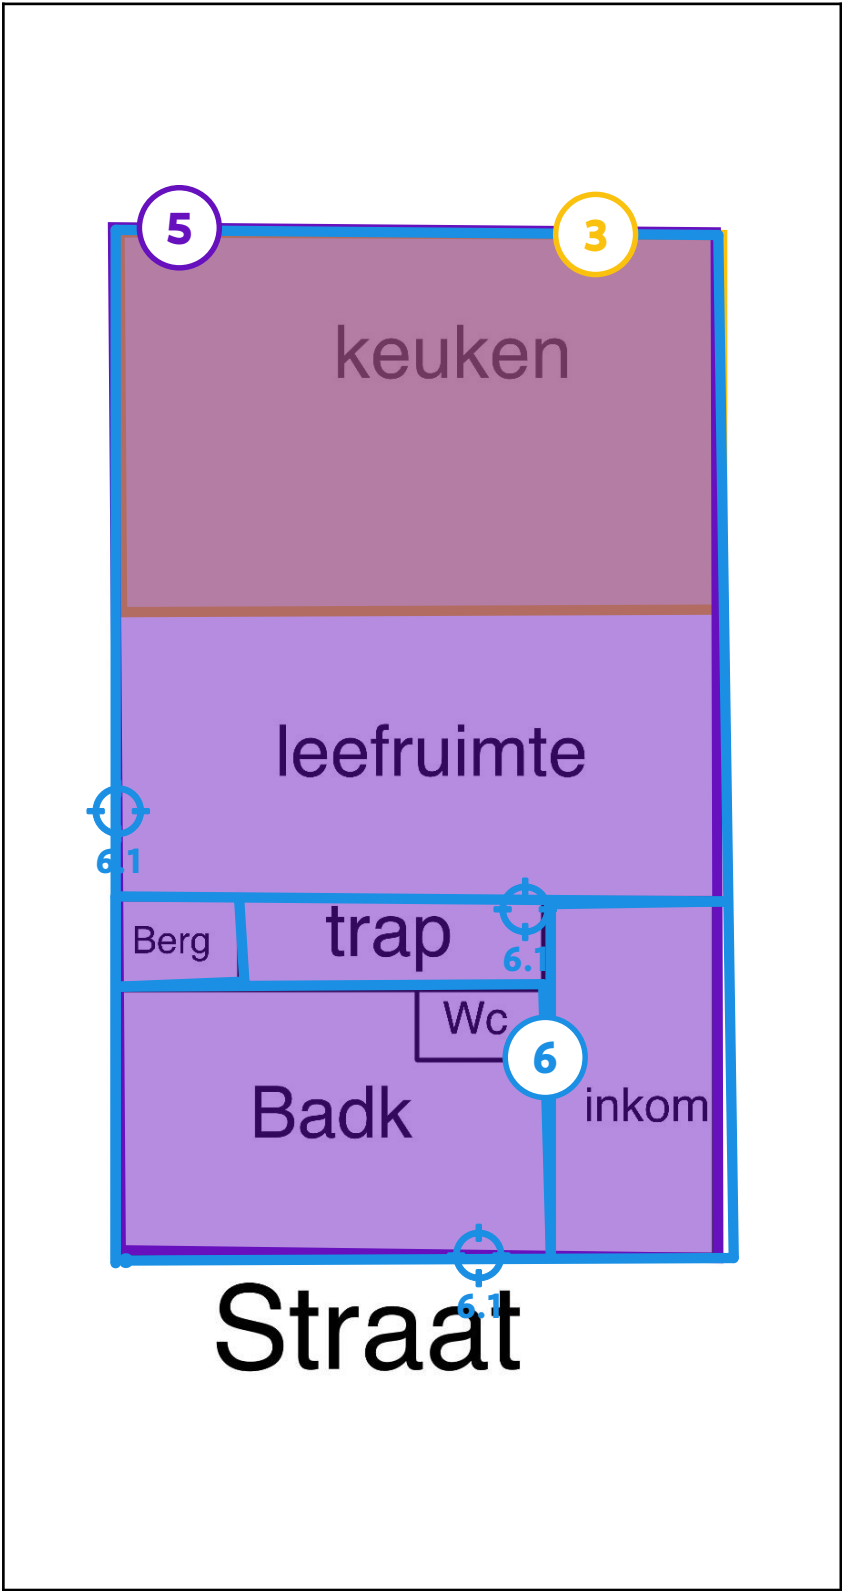 5
3
keuken
leefruimte
6.1
Berg
trap
6.1
Wc
6
Badk
inkom
6.1
Straat